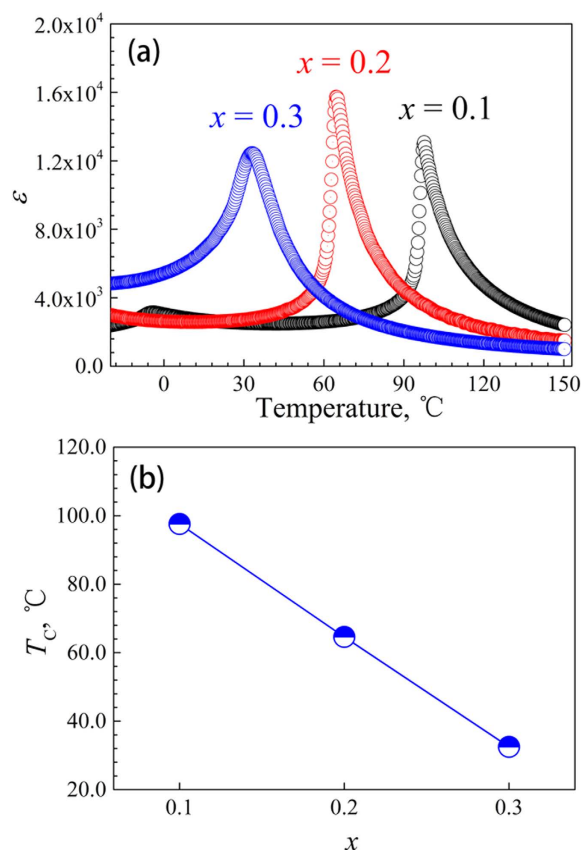 2.0x10⁴
(a)
x = 0.2
1.6x10⁴
x = 0.3
x = 0.1
1.2x10⁴
ε
8.0x10³
4.0x10³
0.0
0 30 60 90 120 150
Temperature, ℃
120.0
(b)
100.0
80.0
T_C, ℃
60.0
40.0
20.0
0.1 0.2 0.3
x